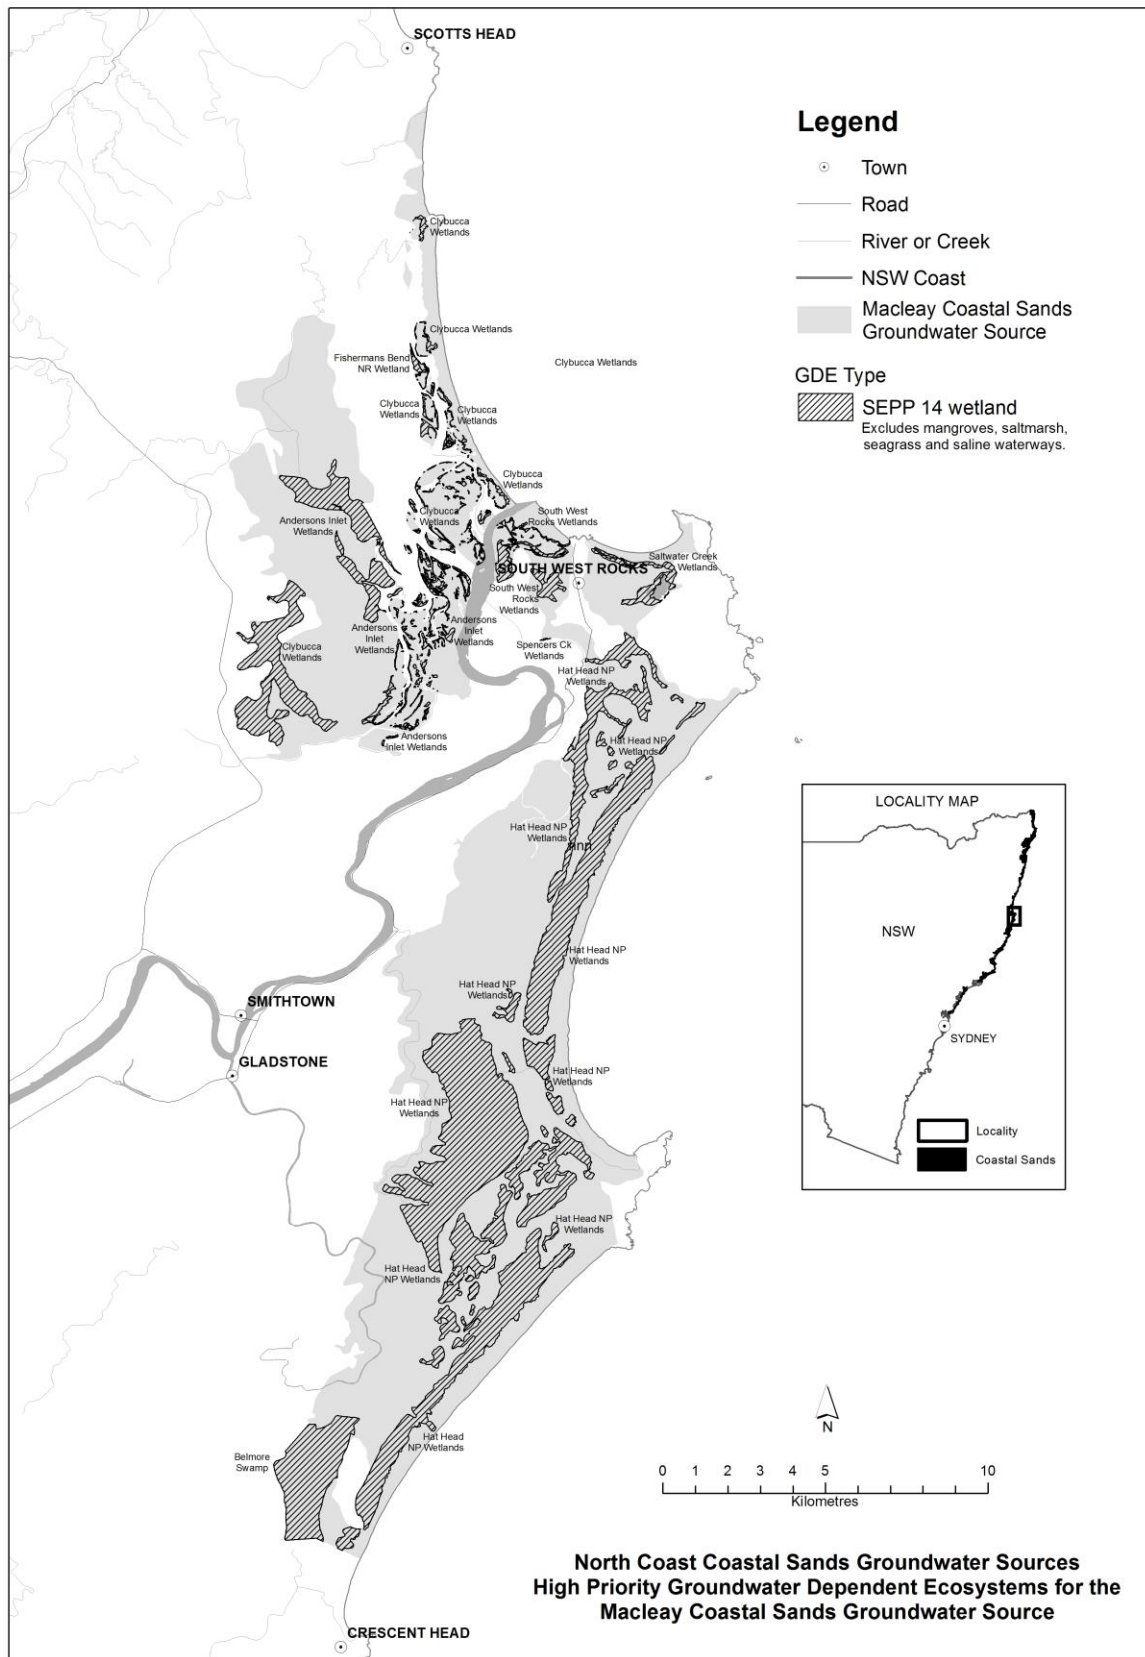 SCOTTS HEAD
Legend
Town
Road
River or Creek
NSW Coast
Macleay Coastal Sands
Groundwater Source
GDE Type
SEPP 14 wetland
Excludes mangroves, saltmarsh,
seagrass and saline waterways.
Clybucca
Wetlands
Clybucca Wetlands
Fishermans Bend
NR Wetland
Clybucca Wetlands
Clybucca
Wetlands
Clybucca
Wetlands
Clybucca
Wetlands
Clybucca
Wetlands
South West
Rocks Wetlands
Andersons Inlet
Wetlands
Saltwater Creek
Wetlands
SOUTH WEST ROCKS
South West
Rocks
Wetlands
Andersons
Inlet
Wetlands
Andersons
Inlet
Wetlands
Clybucca
Wetlands
Spencers Ck
Wetlands
Hat Head NP
Wetlands
Andersons
Inlet Wetlands
Hat Head NP
Wetlands
Hat Head NP
Wetlands
nnn
Hat Head NP
Wetlands
Hat Head NP
Wetlands
SMITHTOWN
GLADSTONE
Hat Head NP
Wetlands
Hat Head NP
Wetlands
Hat Head NP
Wetlands
Hat Head
NP Wetlands
Hat Head
NP Wetlands
Belmore
Swamp
CRESCENT HEAD
LOCALITY MAP
NSW
SYDNEY
Locality
Coastal Sands
N
0 1 2 3 4 5 10
Kilometres
North Coast Coastal Sands Groundwater Sources
High Priority Groundwater Dependent Ecosystems for the
Macleay Coastal Sands Groundwater Source